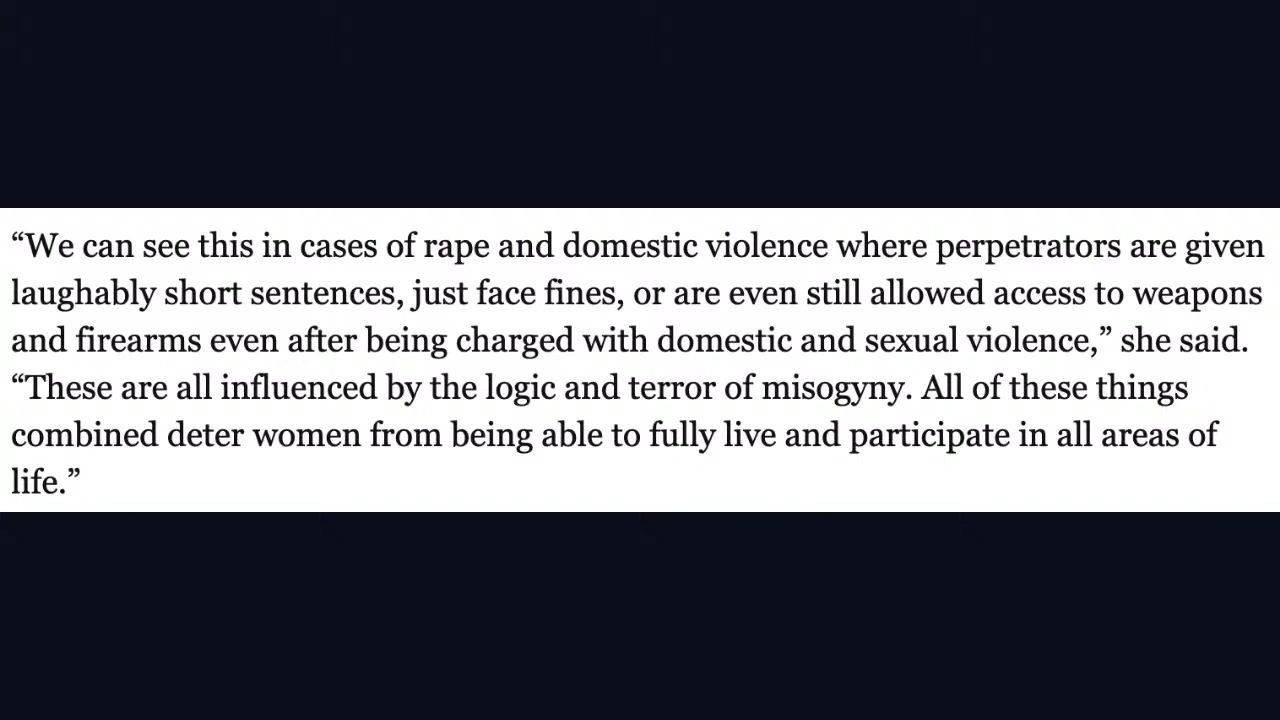 “We can see this in cases of rape and domestic violence where perpetrators are given
laughably short sentences, just face fines, or are even still allowed access to weapons
and firearms even after being charged with domestic and sexual violence,” she said.
“These are all influenced by the logic and terror of misogyny. All of these things
combined deter women from being able to fully live and participate in all areas of
life.”